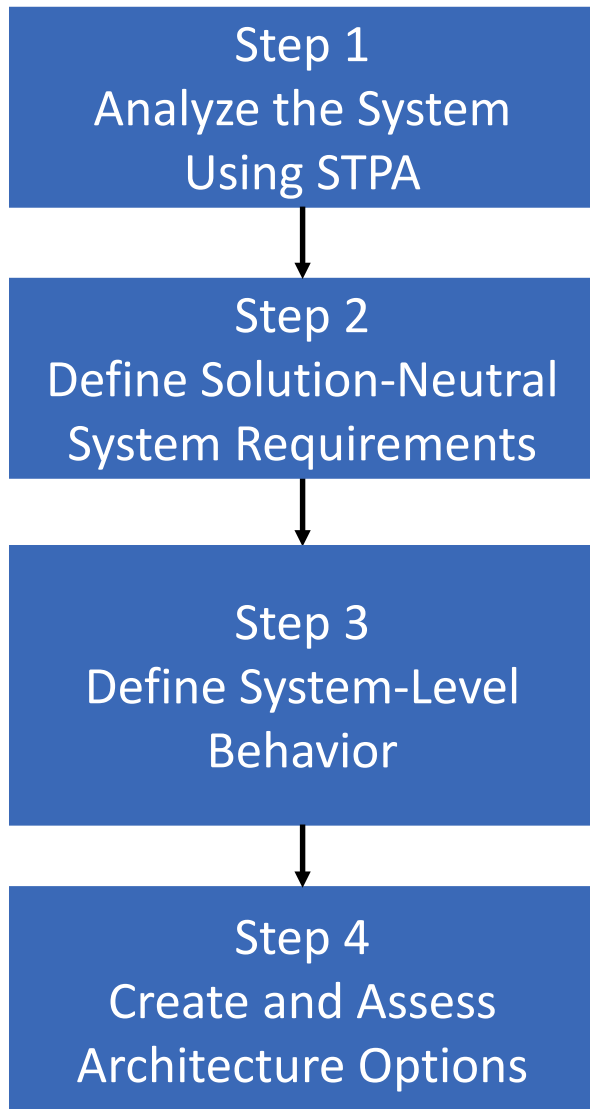 Step 1
Analyze the System
Using STPA
Step 2
Define Solution-Neutral
System Requirements
Step 3
Define System-Level
Behavior
Step 4
Create and Assess
Architecture Options